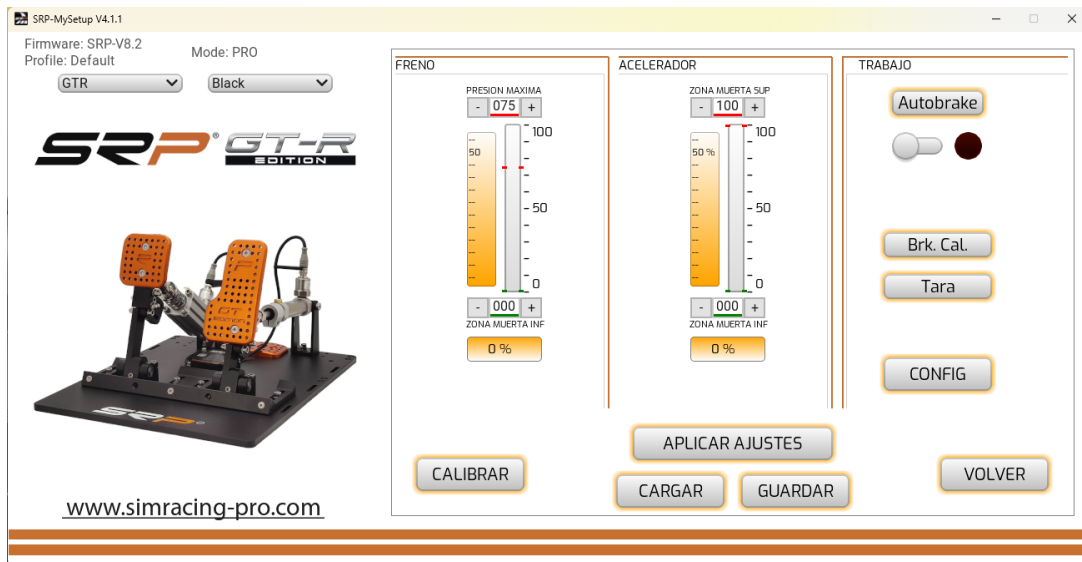 SRP-MySetup V4.1.1
Firmware: SRP-V8.2
Profile: Default
Mode: PRO
GTR
Black
SRP® GT-R
EDITION
GT
EDITION
SRP
www.simracing-pro.com
FRENO
PRESION MAXIMA
- 075 +
50
100
50
0
- 000 +
ZONA MUERTA INF
0 %
ACELERADOR
ZONA MUERTA SUP
- 100 +
50 %
100
50
0
- 000 +
ZONA MUERTA INF
0 %
TRABAJO
Autobrake
Brk. Cal.
Tara
CONFIG
APLICAR AJUSTES
CALIBRAR
CARGAR
GUARDAR
VOLVER